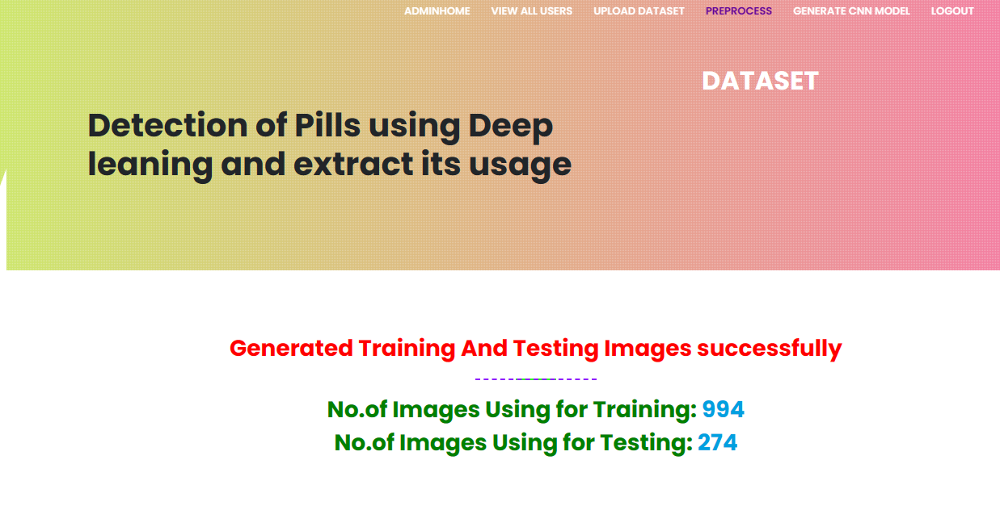 ADMINHOME VIEW ALL USERS UPLOAD DATASET PREPROCESS GENERATE CNN MODEL LOGOUT
DATASET
Detection of Pills using Deep
leaning and extract its usage
Generated Training And Testing Images successfully
No.of Images Using for Training: 994
No.of Images Using for Testing: 274